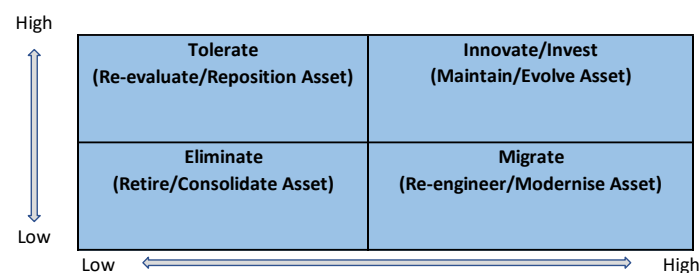 High
Tolerate
(Re-evaluate/Reposition Asset)
Innovate/Invest
(Maintain/Evolve Asset)
Eliminate
(Retire/Consolidate Asset)
Migrate
(Re-engineer/Modernise Asset)
Low
Low
High